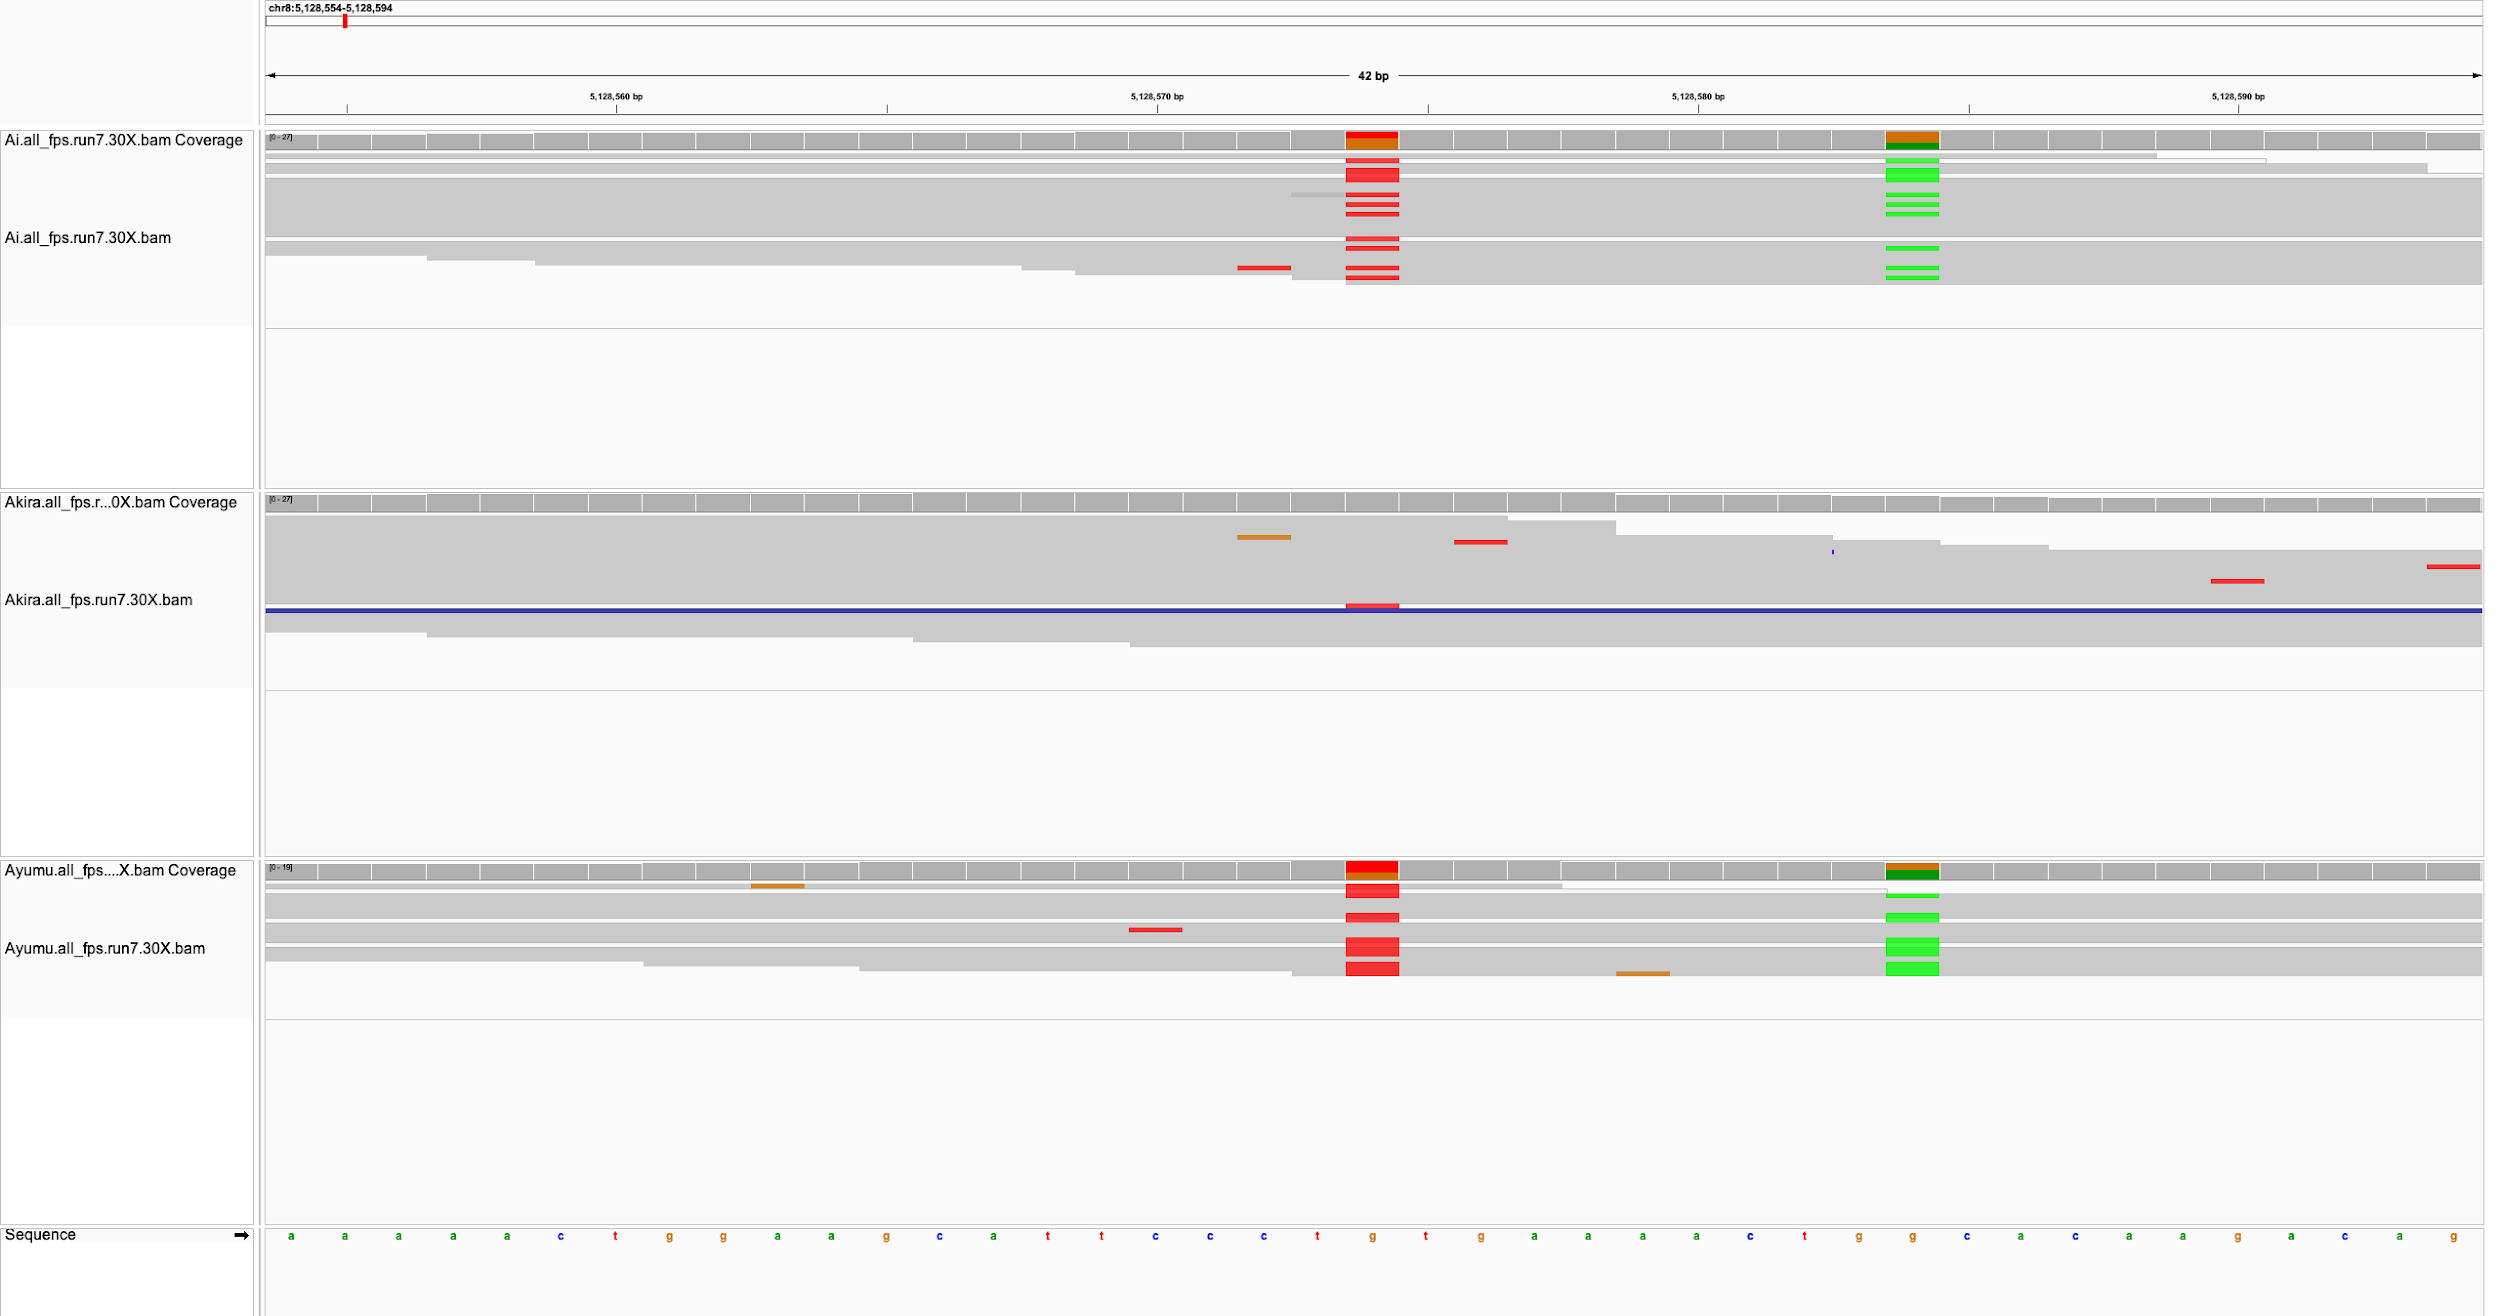 chr8:5,128,554-5,128,594
42 bp
5,128,560 bp 5,128,570 bp 5,128,580 bp 5,128,590 bp
Ai.all_fps.run7.30X.bam Coverage
[0 - 27]
Ai.all_fps.run7.30X.bam
Akira.all_fps.r...0X.bam Coverage
[0 - 27]
Akira.all_fps.run7.30X.bam
Ayumu.all_fps....X.bam Coverage
[0 - 19]
Ayumu.all_fps.run7.30X.bam
Sequence a a a a a c t g g a a g c a t t c c c t g t g a a a a c t g g c a c a a g a c a g